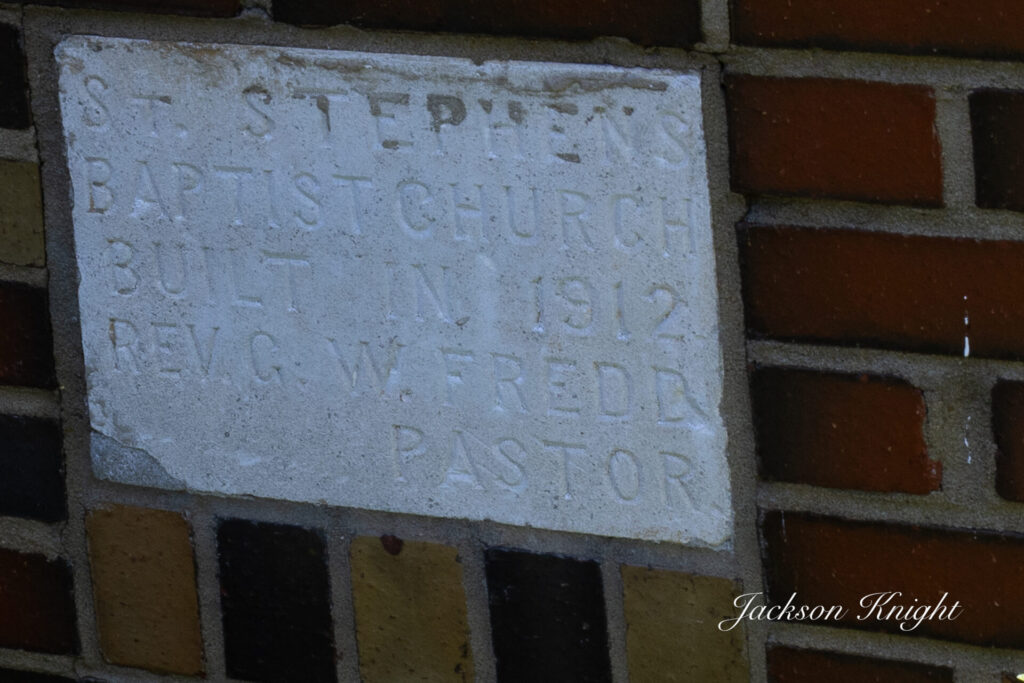 ST. STEPHENS
BAPTIST CHURCH
BUILT IN 1912
REV. G. W. FREDD
PASTOR
Jackson Knight